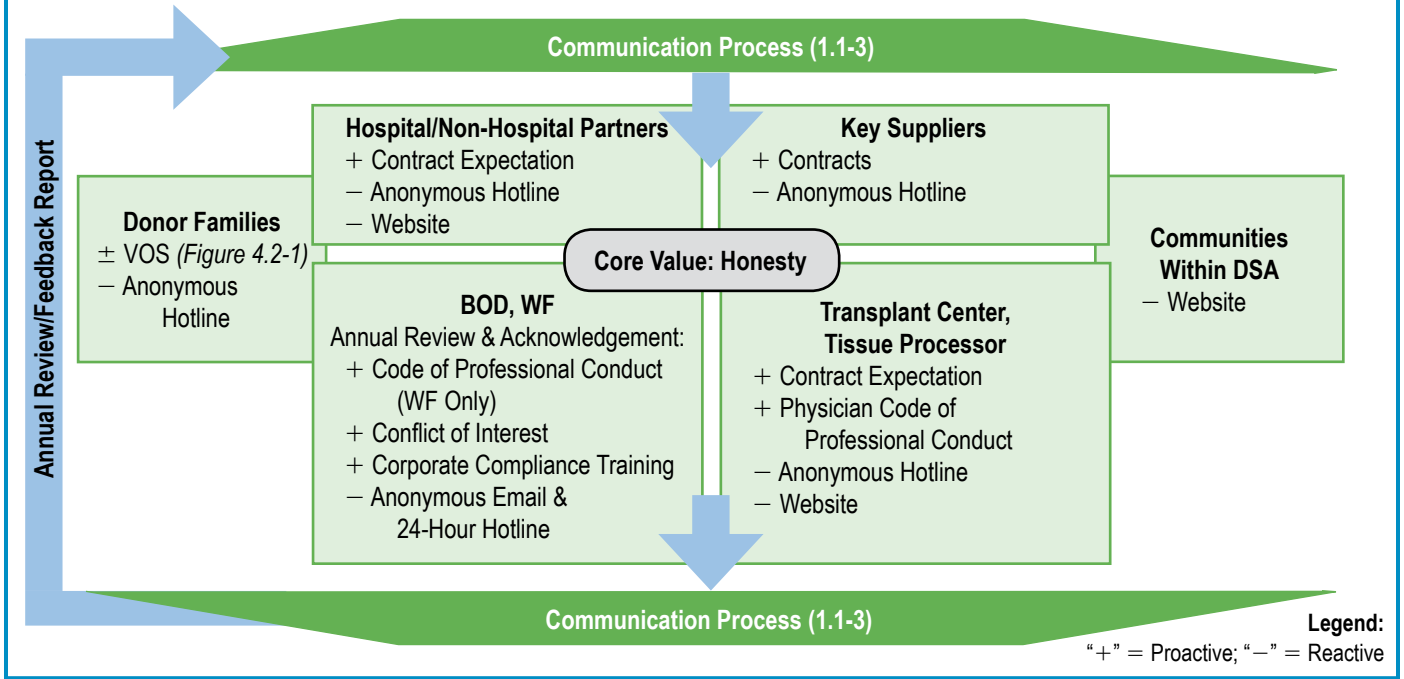 Communication Process (1.1-3)
Annual Review/Feedback Report
Hospital/Non-Hospital Partners
+ Contract Expectation
− Anonymous Hotline
− Website
Key Suppliers
+ Contracts
− Anonymous Hotline
Donor Families
± VOS (Figure 4.2-1)
− Anonymous
Hotline
Core Value: Honesty
Communities
Within DSA
− Website
BOD, WF
Annual Review & Acknowledgement:
+ Code of Professional Conduct
(WF Only)
+ Conflict of Interest
+ Corporate Compliance Training
− Anonymous Email &
24-Hour Hotline
Transplant Center,
Tissue Processor
+ Contract Expectation
+ Physician Code of
Professional Conduct
− Anonymous Hotline
− Website
Communication Process (1.1-3)
Legend:
“+” = Proactive; “−” = Reactive